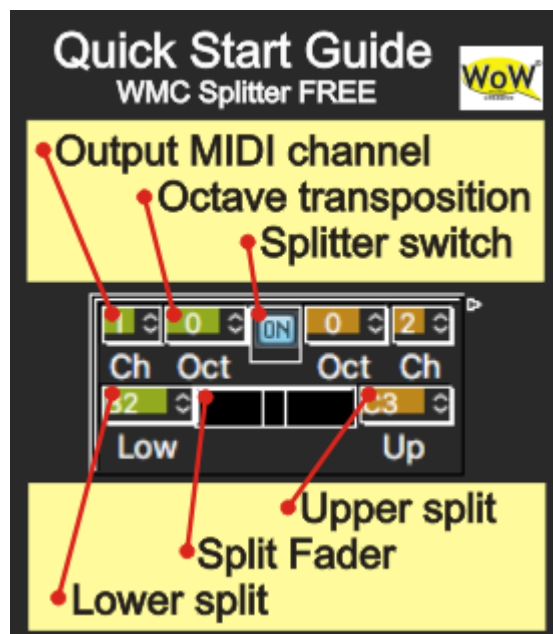 Quick Start Guide
WMC Splitter FREE
WoW
Output MIDI channel
Octave transposition
Splitter switch
1 0 ON 0 2
Ch Oct Oct Ch
B2 C3
Low Up
Upper split
Split Fader
Lower split